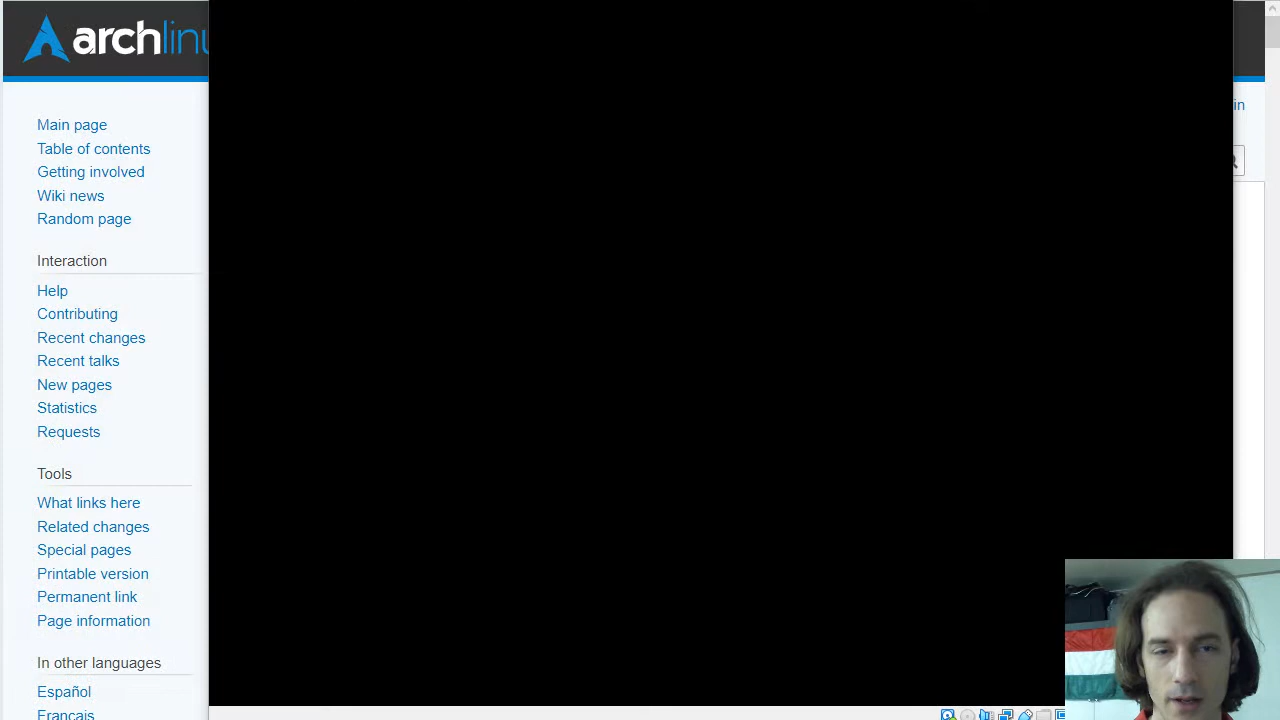 archlinu
Main page
Table of contents
Getting involved
Wiki news
Random page
Interaction
Help
Contributing
Recent changes
Recent talks
New pages
Statistics
Requests
Tools
What links here
Related changes
Special pages
Printable version
Permanent link
Page information
In other languages
Español
Français
in